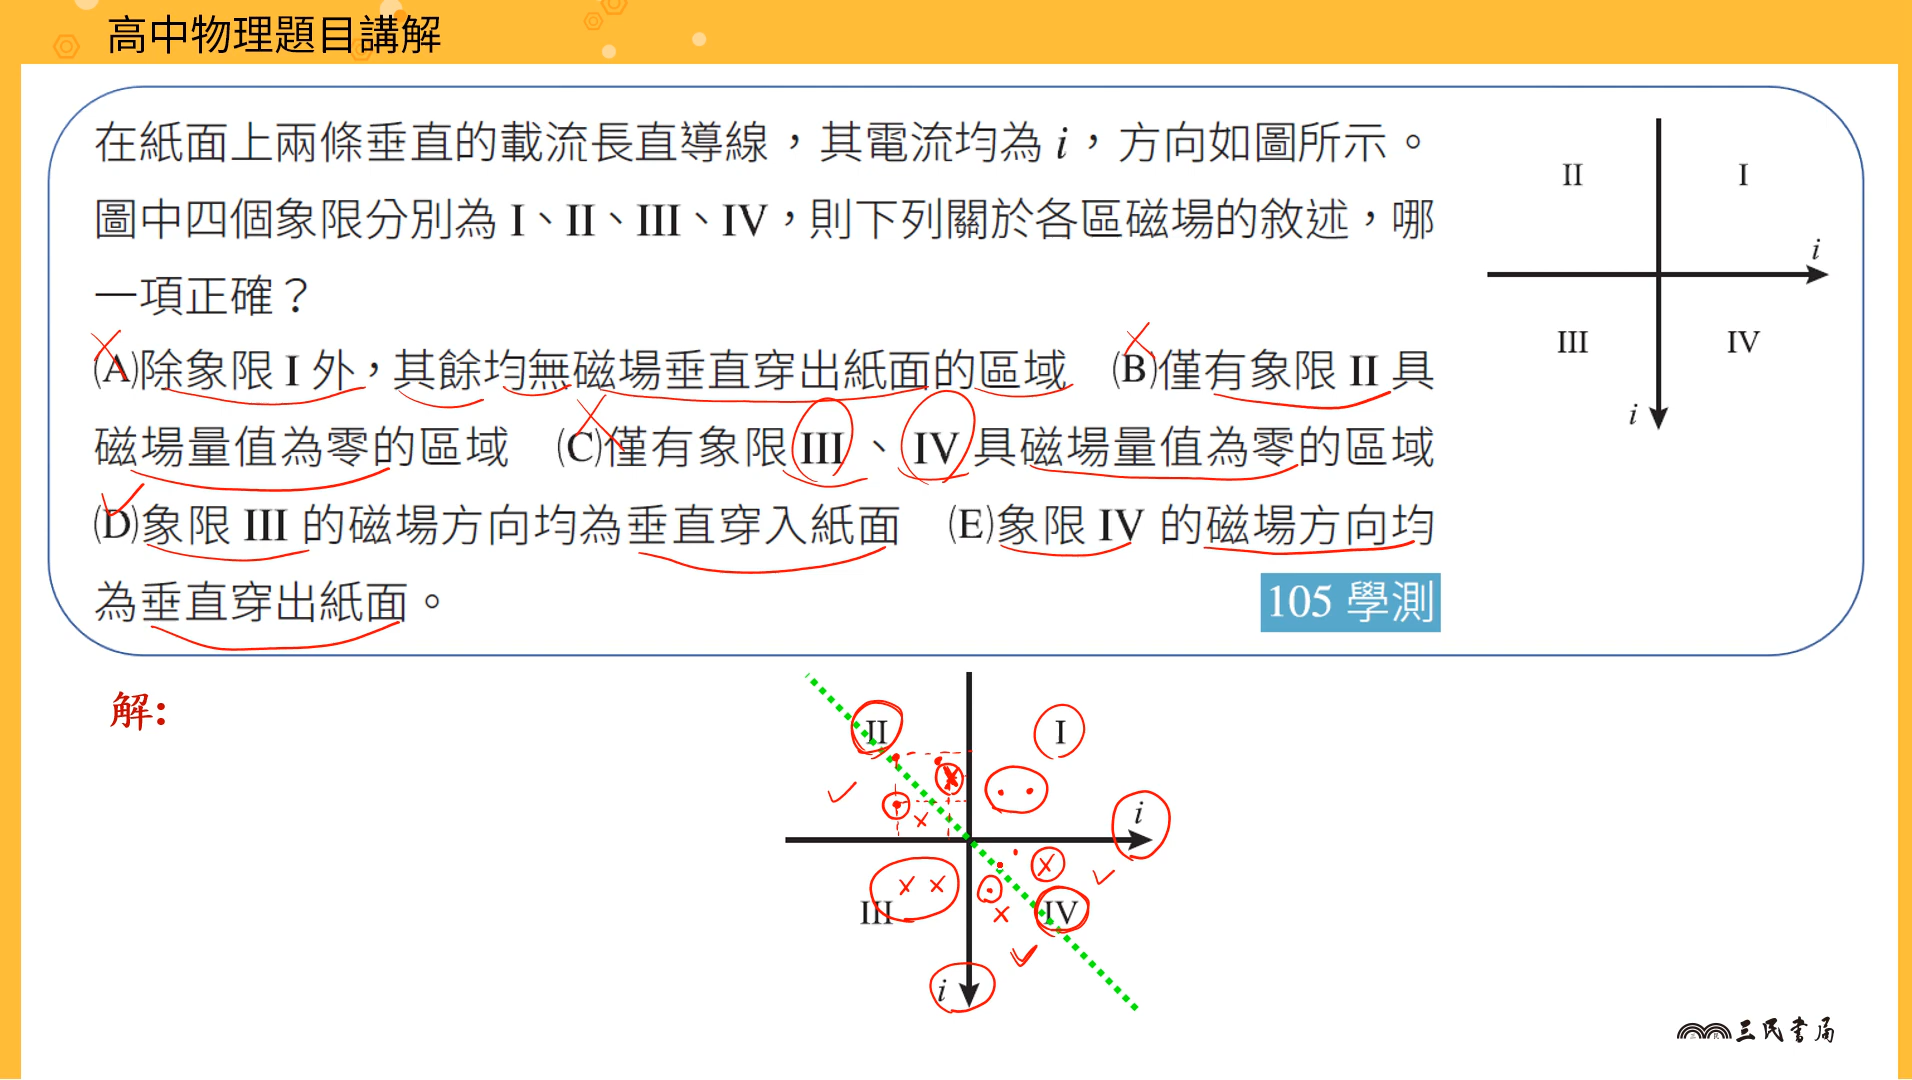 高中物理題目講解
在紙面上兩條垂直的載流長直導線，其電流均為 i，方向如圖所示。
圖中四個象限分別為 I、II、III、IV，則下列關於各區磁場的敘述，哪
一項正確？
(A)除象限 I 外，其餘均無磁場垂直穿出紙面的區域 (B)僅有象限 II 具
磁場量值為零的區域 (C)僅有象限 III、IV 具磁場量值為零的區域
(D)象限 III 的磁場方向均為垂直穿入紙面 (E)象限 IV 的磁場方向均
為垂直穿出紙面。
105 學測
II I
i
III IV
i
解:
II I
i
III IV
i
三民書局